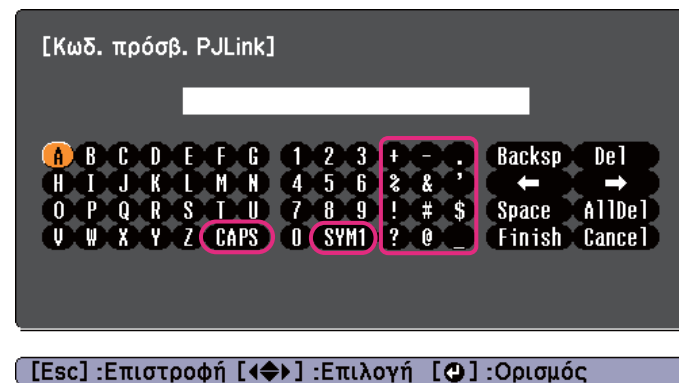 [Κωδ. πρόσβ. PJLink]
A B C D E F G 1 2 3 + - . Backsp Del
H I J K L M N 4 5 6 % & ' ← →
O P Q R S T U 7 8 9 ! # $ Space AllDel
V W X Y Z CAPS 0 SYM1 ? @ _ Finish Cancel
[Esc] :Επιστροφή [◀◆▶] :Επιλογή [↵] :Ορισμός